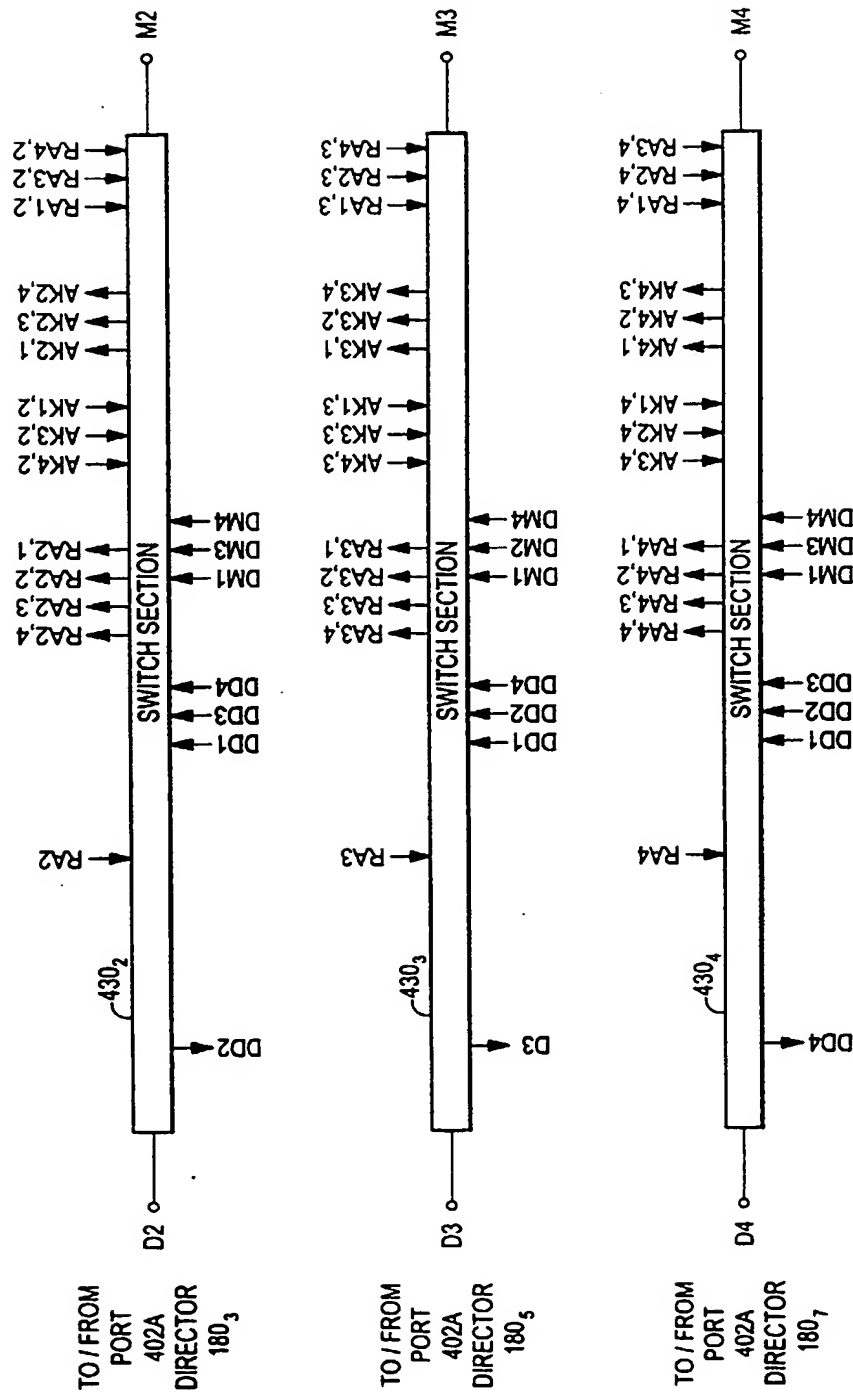 TO / FROM
PORT
402A
DIRECTOR
180₃
D2
430₂
RA2
RA2,4
RA2,3
RA2,2
RA2,1
AK4,2
AK3,2
AK1,2
AK2,1
AK2,3
AK2,4
RA1,2
RA3,2
RA4,2
SWITCH SECTION
M2
DD2
DD1
DD3
DD4
DM1
DM3
DM4
TO / FROM
PORT
402A
DIRECTOR
180₅
D3
430₃
RA3
RA3,4
RA3,3
RA3,2
RA3,1
AK4,3
AK3,3
AK1,3
AK3,1
AK3,2
AK3,4
RA1,3
RA2,3
RA4,3
SWITCH SECTION
M3
D3
DD1
DD2
DD4
DM1
DM2
DM4
TO / FROM
PORT
402A
DIRECTOR
180₇
D4
430₄
RA4
RA4,4
RA4,3
RA4,2
RA4,1
AK3,4
AK2,4
AK1,4
AK4,1
AK4,2
AK4,3
RA1,4
RA2,4
RA3,4
SWITCH SECTION
M4
DD4
DD1
DD2
DD3
DM1
DM3
DM4